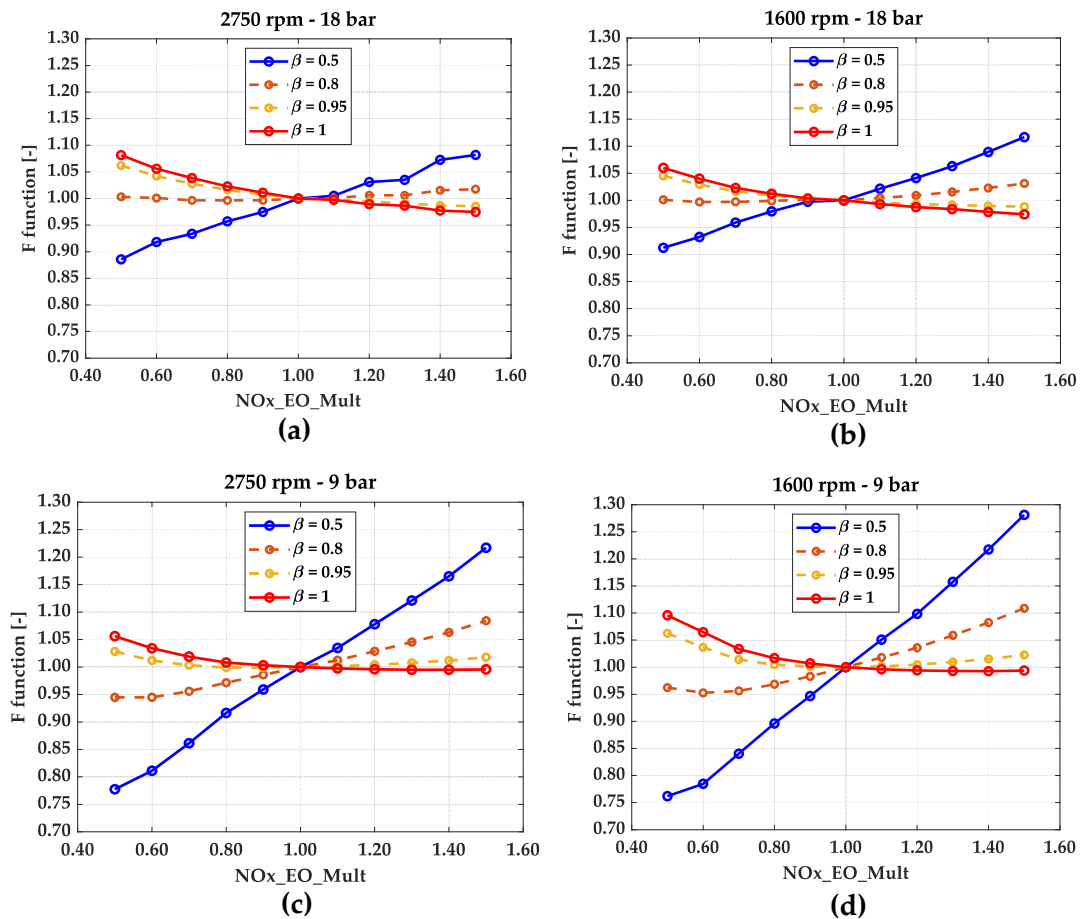 2750 rpm - 18 bar
1.30
1.25
1.20
1.15
1.10
1.05
1.00
0.95
0.90
0.85
0.80
0.75
0.70
F function [-]
β = 0.5
β = 0.8
β = 0.95
β = 1
0.40 0.60 0.80 1.00 1.20 1.40 1.60
NOx_EO_Mult
(a)
1600 rpm - 18 bar
1.30
1.25
1.20
1.15
1.10
1.05
1.00
0.95
0.90
0.85
0.80
0.75
0.70
F function [-]
β = 0.5
β = 0.8
β = 0.95
β = 1
0.40 0.60 0.80 1.00 1.20 1.40 1.60
NOx_EO_Mult
(b)
2750 rpm - 9 bar
1.30
1.25
1.20
1.15
1.10
1.05
1.00
0.95
0.90
0.85
0.80
0.75
0.70
F function [-]
β = 0.5
β = 0.8
β = 0.95
β = 1
0.40 0.60 0.80 1.00 1.20 1.40 1.60
NOx_EO_Mult
(c)
1600 rpm - 9 bar
1.30
1.25
1.20
1.15
1.10
1.05
1.00
0.95
0.90
0.85
0.80
0.75
0.70
F function [-]
β = 0.5
β = 0.8
β = 0.95
β = 1
0.40 0.60 0.80 1.00 1.20 1.40 1.60
NOx_EO_Mult
(d)